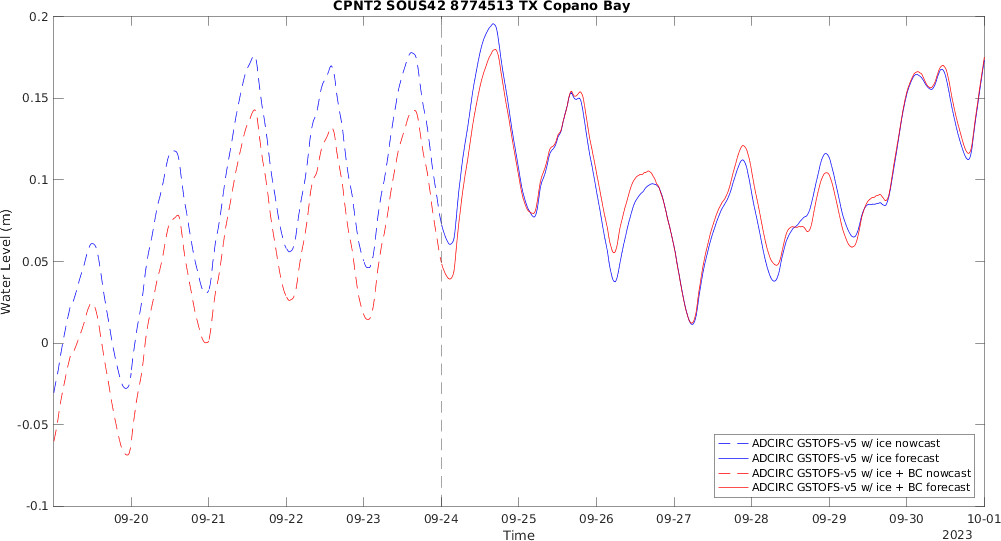 CPNT2 SOUS42 8774513 TX Copano Bay
0.2
0.15
0.1
0.05
0
-0.05
-0.1
Water Level (m)
ADCIRC GSTOFS-v5 w/ ice nowcast
ADCIRC GSTOFS-v5 w/ ice forecast
ADCIRC GSTOFS-v5 w/ ice + BC nowcast
ADCIRC GSTOFS-v5 w/ ice + BC forecast
09-20 09-21 09-22 09-23 09-24 09-25 09-26 09-27 09-28 09-29 09-30 10-01
Time
2023